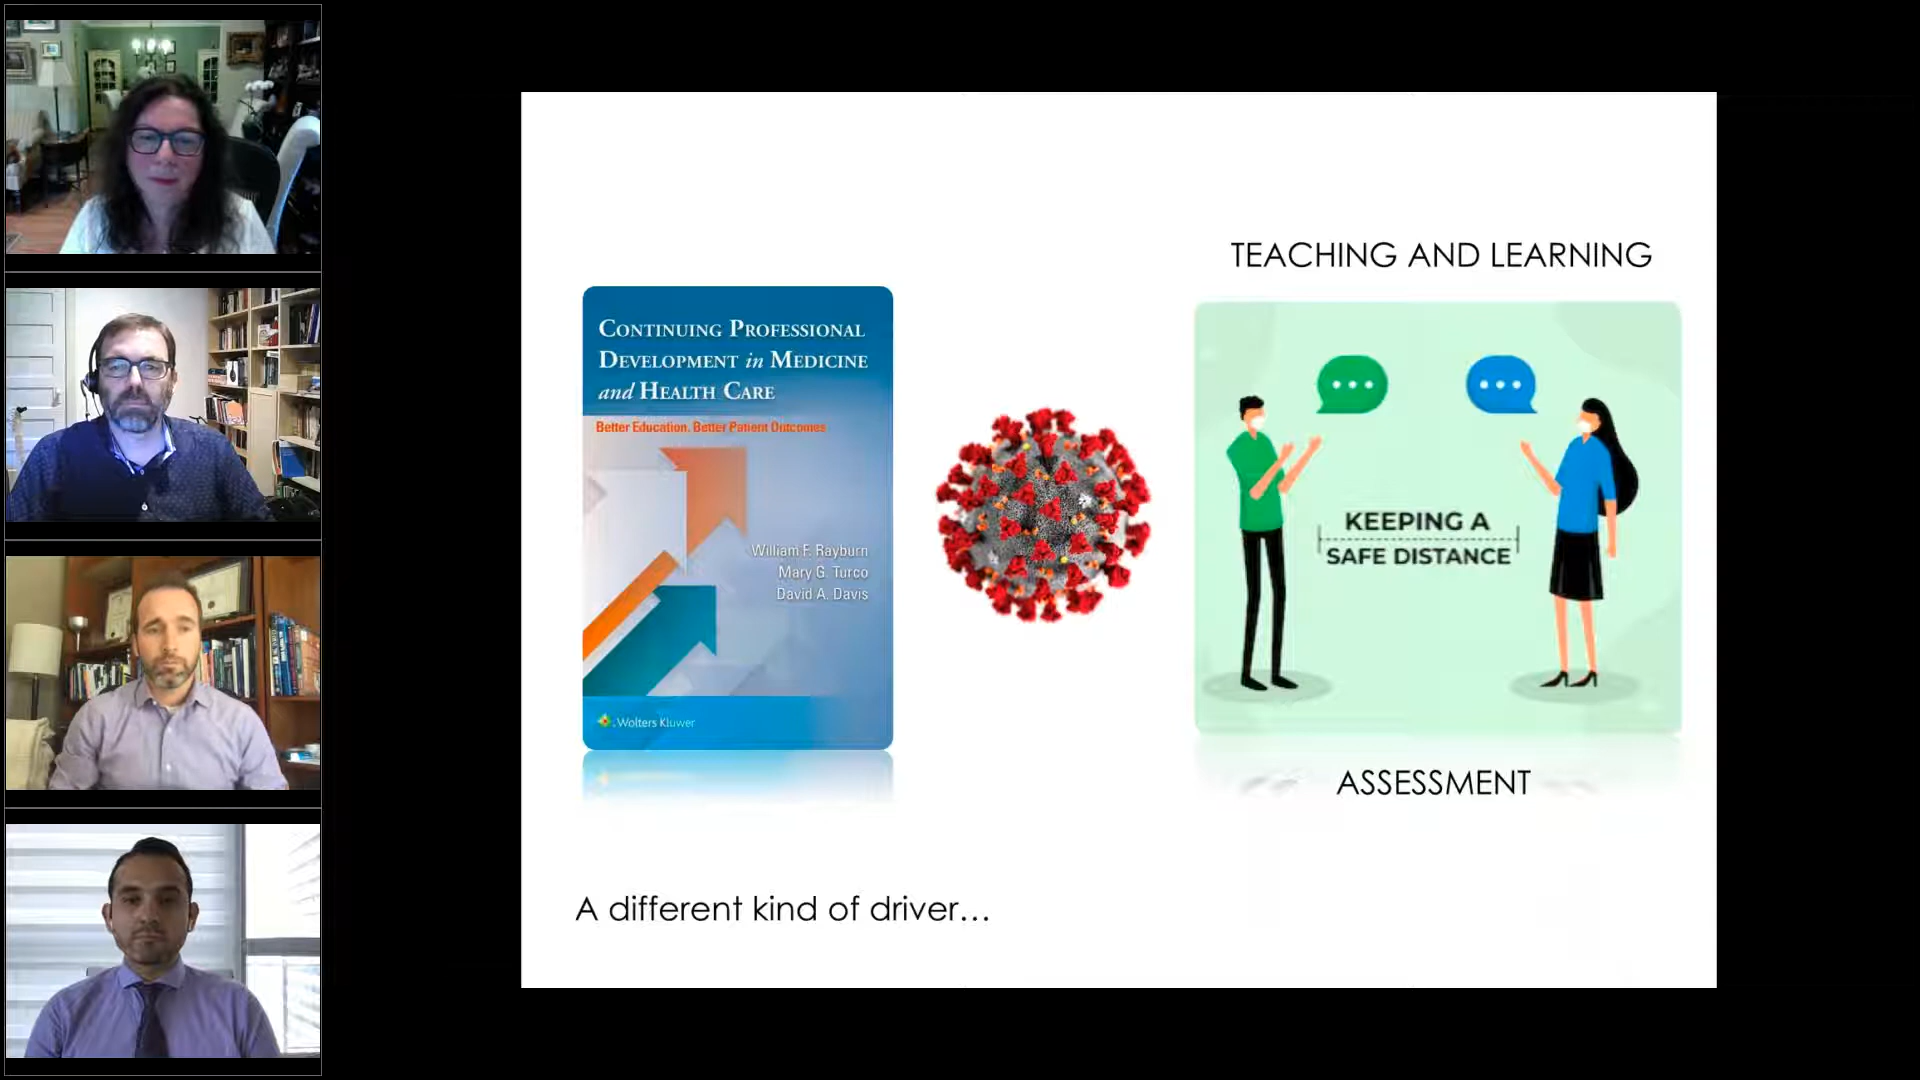 TEACHING AND LEARNING
CONTINUING PROFESSIONAL
DEVELOPMENT in MEDICINE
and HEALTH CARE
Better Education. Better Patient Outcomes
William F. Rayburn
Mary G. Turco
David A. Davis
Wolters Kluwer
KEEPING A
SAFE DISTANCE
ASSESSMENT
A different kind of driver…